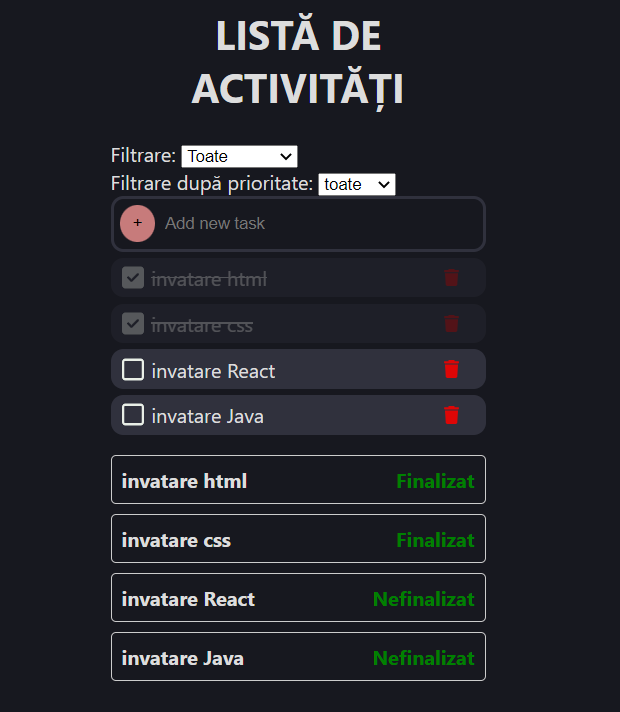 LISTĂ DE
ACTIVITĂȚI
Filtrare: Toate
Filtrare după prioritate: toate
+ Add new task
invatare html
invatare css
invatare React
invatare Java
invatare html Finalizat
invatare css Finalizat
invatare React Nefinalizat
invatare Java Nefinalizat